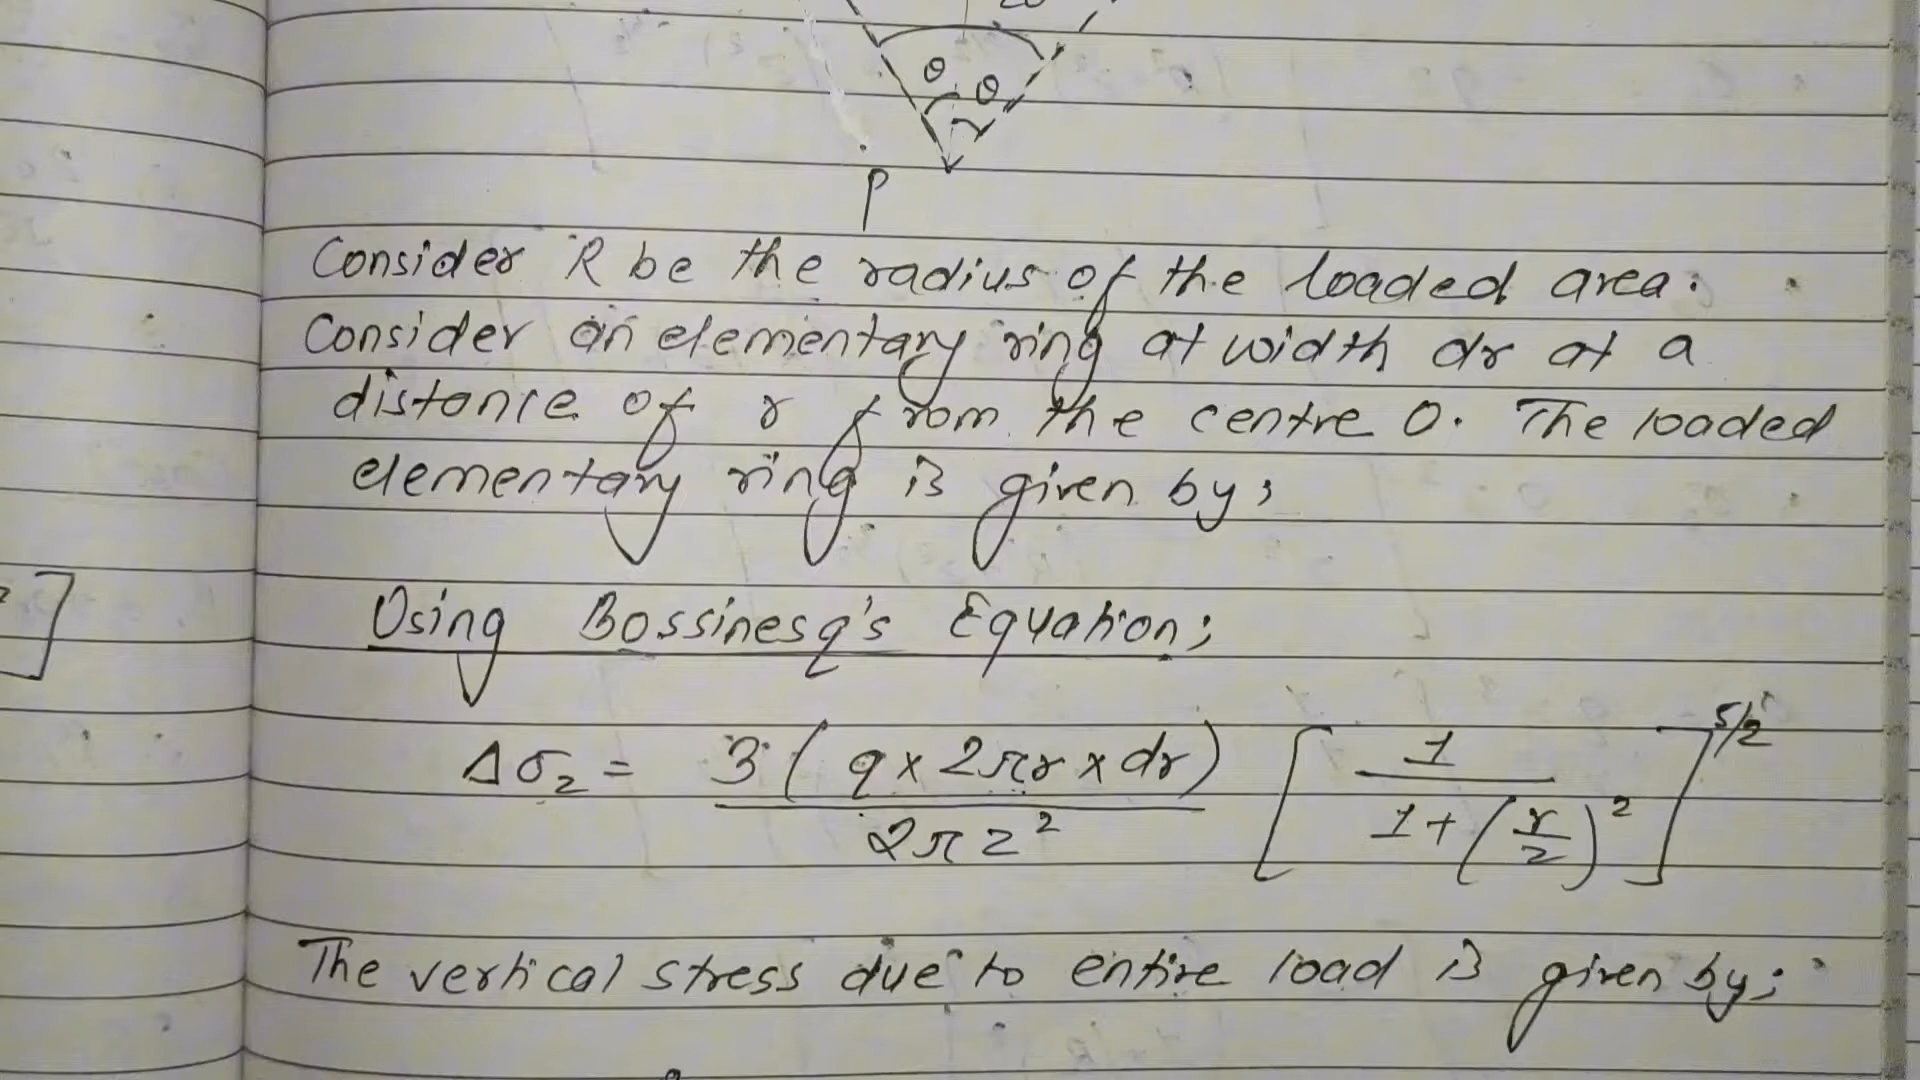 θ θ
P
Consider R be the radius of the loaded area.
Consider an elementary ring at width dr at a
distance of r from the centre O. The loaded
elementary ring is given by;
Using Bossinesq's Equation;
Δσz = 3(q×2πr×dr) / 2πz² [1 / 1+(r/z)²]^5/2
The vertical stress due to entire load is given by;